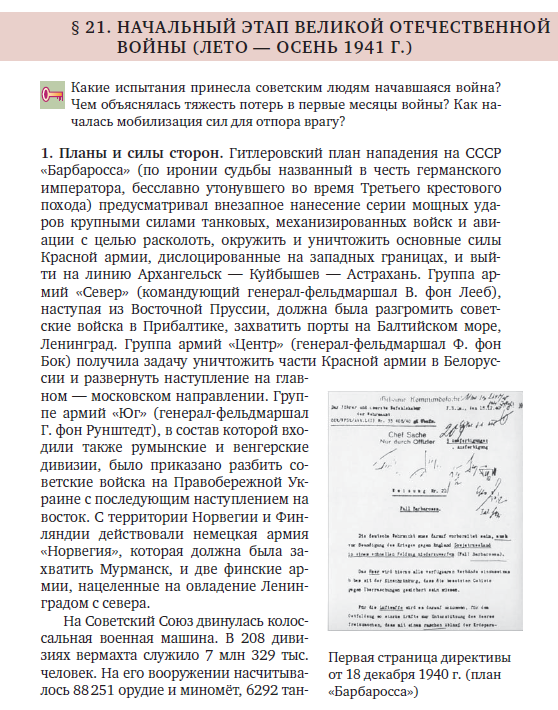 § 21. НАЧАЛЬНЫЙ ЭТАП ВЕЛИКОЙ ОТЕЧЕСТВЕННОЙ
ВОЙНЫ (ЛЕТО — ОСЕНЬ 1941 Г.)
Какие испытания принесла советским людям начавшаяся война?
Чем объяснялась тяжесть потерь в первые месяцы войны? Как на-
чалась мобилизация сил для отпора врагу?
1. Планы и силы сторон. Гитлеровский план нападения на СССР
«Барбаросса» (по иронии судьбы названный в честь германского
императора, бесславно утонувшего во время Третьего крестового
похода) предусматривал внезапное нанесение серии мощных уда-
ров крупными силами танковых, механизированных войск и ави-
ации с целью расколоть, окружить и уничтожить основные силы
Красной армии, дислоцированные на западных границах, и вый-
ти на линию Архангельск — Куйбышев — Астрахань. Группа ар-
мий «Север» (командующий генерал-фельдмаршал В. фон Лееб),
наступая из Восточной Пруссии, должна была разгромить совет-
ские войска в Прибалтике, захватить порты на Балтийском море,
Ленинград. Группа армий «Центр» (генерал-фельдмаршал Ф. фон
Бок) получила задачу уничтожить части Красной армии в Белорус-
сии и развернуть наступление на глав-
ном — московском направлении. Груп-
пе армий «Юг» (генерал-фельдмаршал
Г. фон Рунштедт), в состав которой вхо-
дили также румынские и венгерские
дивизии, было приказано разбить со-
ветские войска на Правобережной Ук-
раине с последующим наступлением на
восток. С территории Норвегии и Фин-
ляндии действовали немецкая армия
«Норвегия», которая должна была за-
хватить Мурманск, и две финские ар-
мии, нацеленные на овладение Ленин-
градом с севера.
На Советский Союз двинулась колос-
сальная военная машина. В 208 диви-
зиях вермахта служило 7 млн 329 тыс.
человек. На его вооружении насчитыва-
лось 88 251 орудие и миномёт, 6292 тан-
Chef Sache
Nur durch Offizier
Weisung Nr. 21
Fall Barbarossa.
Первая страница директивы
от 18 декабря 1940 г. (план
«Барбаросса»)